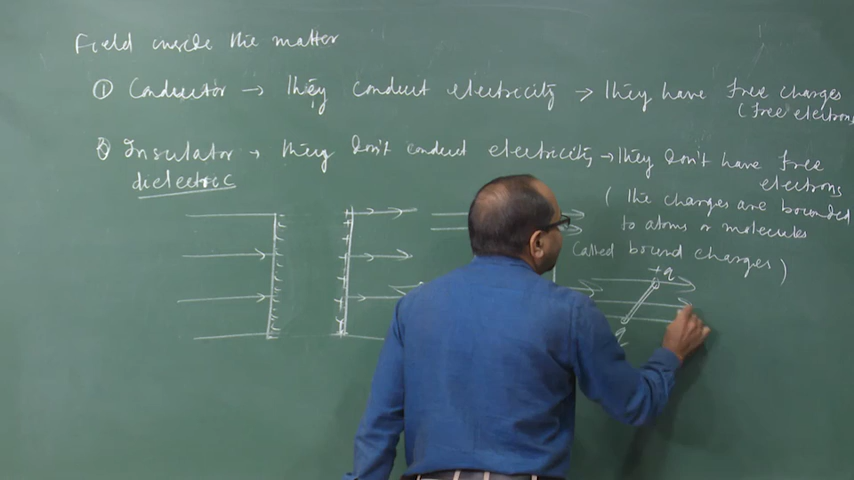 Field inside the matter
① Conductor → They conduct electricity → They have free charges
(Free electrons
② Insulator → They don't conduct electricity → They don't have free
electrons
dielectric
( The charges are bounded
to atoms or molecules
called bound charges )
+q